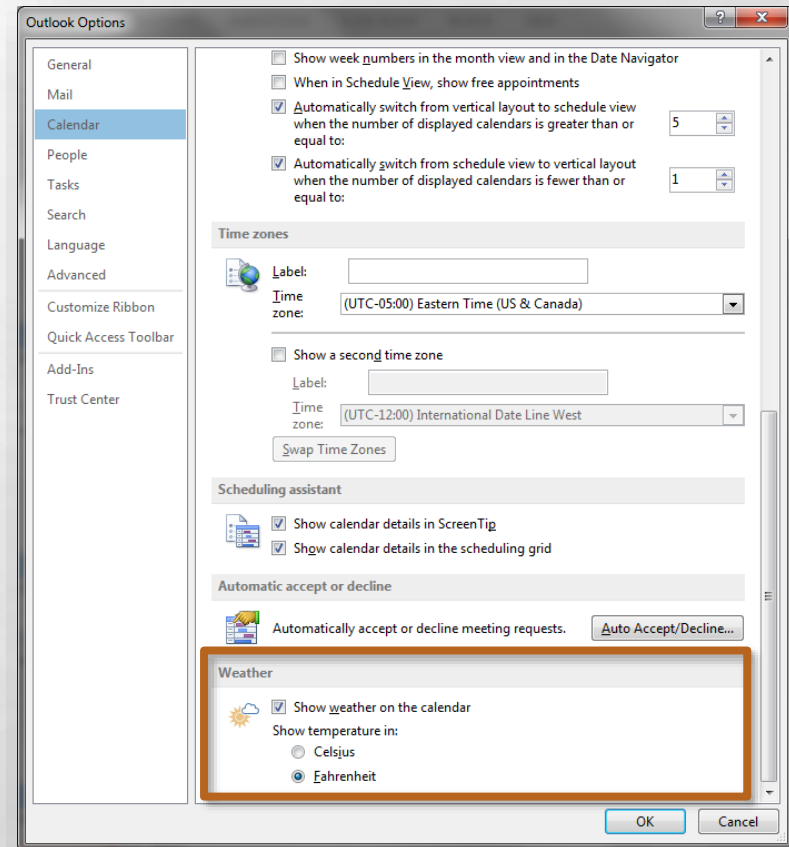 Outlook Options
General
Mail
Calendar
People
Tasks
Search
Language
Advanced
Customize Ribbon
Quick Access Toolbar
Add-Ins
Trust Center
Show week numbers in the month view and in the Date Navigator
When in Schedule View, show free appointments
Automatically switch from vertical layout to schedule view
when the number of displayed calendars is greater than or
equal to:
5
Automatically switch from schedule view to vertical layout
when the number of displayed calendars is fewer than or
equal to:
1
Time zones
Label:
Time
zone:
(UTC-05:00) Eastern Time (US & Canada)
Show a second time zone
Label:
Time
zone:
(UTC-12:00) International Date Line West
Swap Time Zones
Scheduling assistant
Show calendar details in ScreenTip
Show calendar details in the scheduling grid
Automatic accept or decline
Automatically accept or decline meeting requests.
Auto Accept/Decline...
Weather
Show weather on the calendar
Show temperature in:
Celsius
Fahrenheit
OK
Cancel